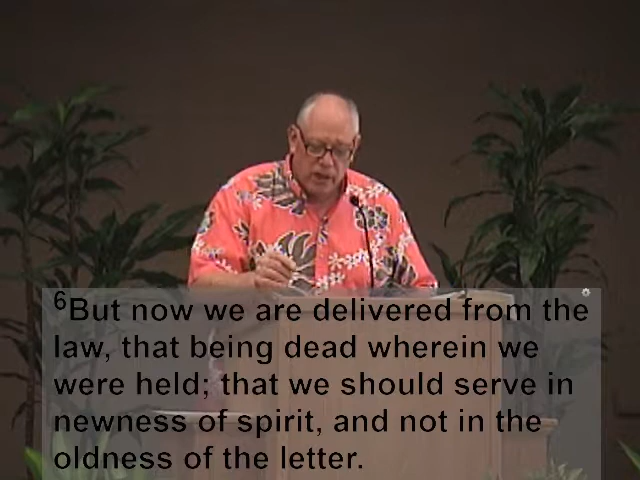 6But now we are delivered from the
law, that being dead wherein we
were held; that we should serve in
newness of spirit, and not in the
oldness of the letter.